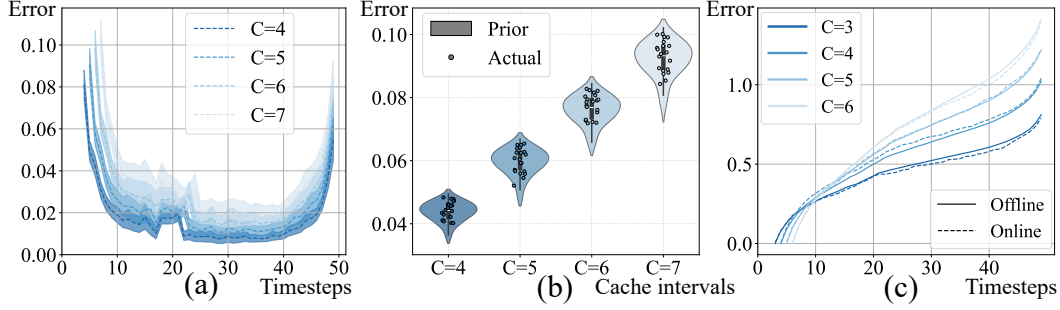 Error
0.10
0.08
0.06
0.04
0.02
0.00
0
10
20
30
40
50
C=4
C=5
C=6
C=7
(a)
Timesteps
Error
0.10
0.08
0.06
0.04
Prior
Actual
C=4
C=5
C=6
C=7
(b)
Cache intervals
Error
1.0
0.5
0.0
C=3
C=4
C=5
C=6
Offline
Online
0
10
20
30
40
(c)
Timesteps